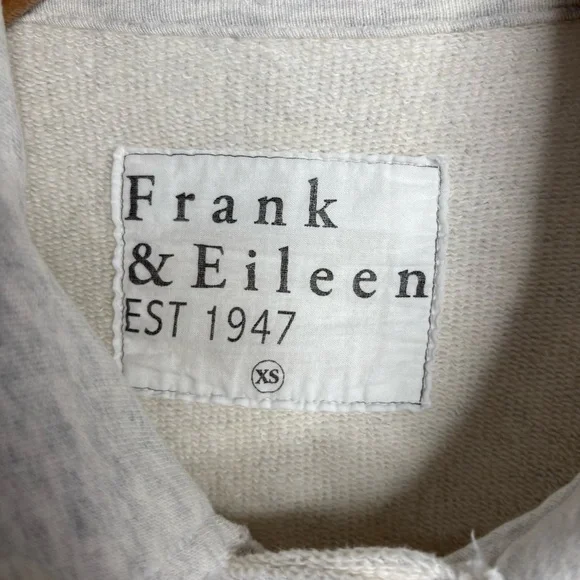 Frank
& Eileen
EST 1947
XS